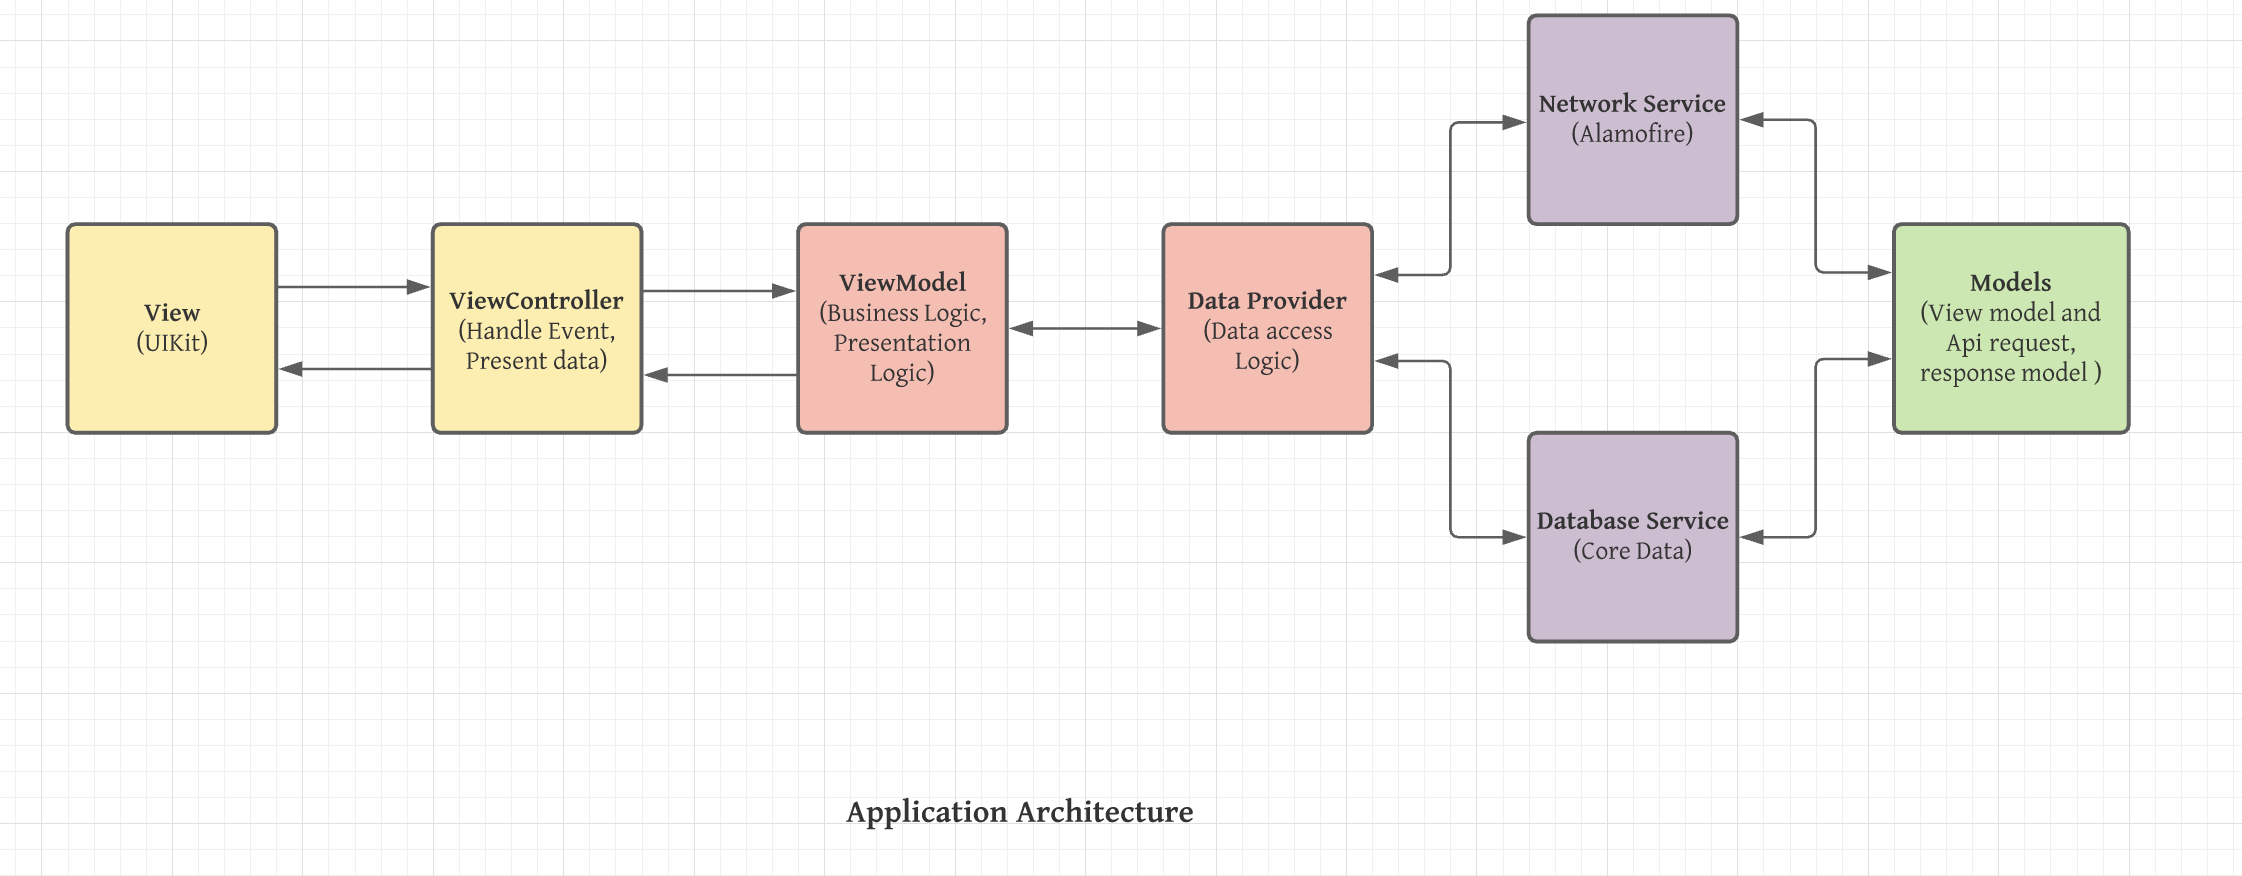 View
(UIKit)
ViewController
(Handle Event,
Present data)
ViewModel
(Business Logic,
Presentation
Logic)
Data Provider
(Data access
Logic)
Network Service
(Alamofire)
Database Service
(Core Data)
Models
(View model and
Api request,
response model )
Application Architecture